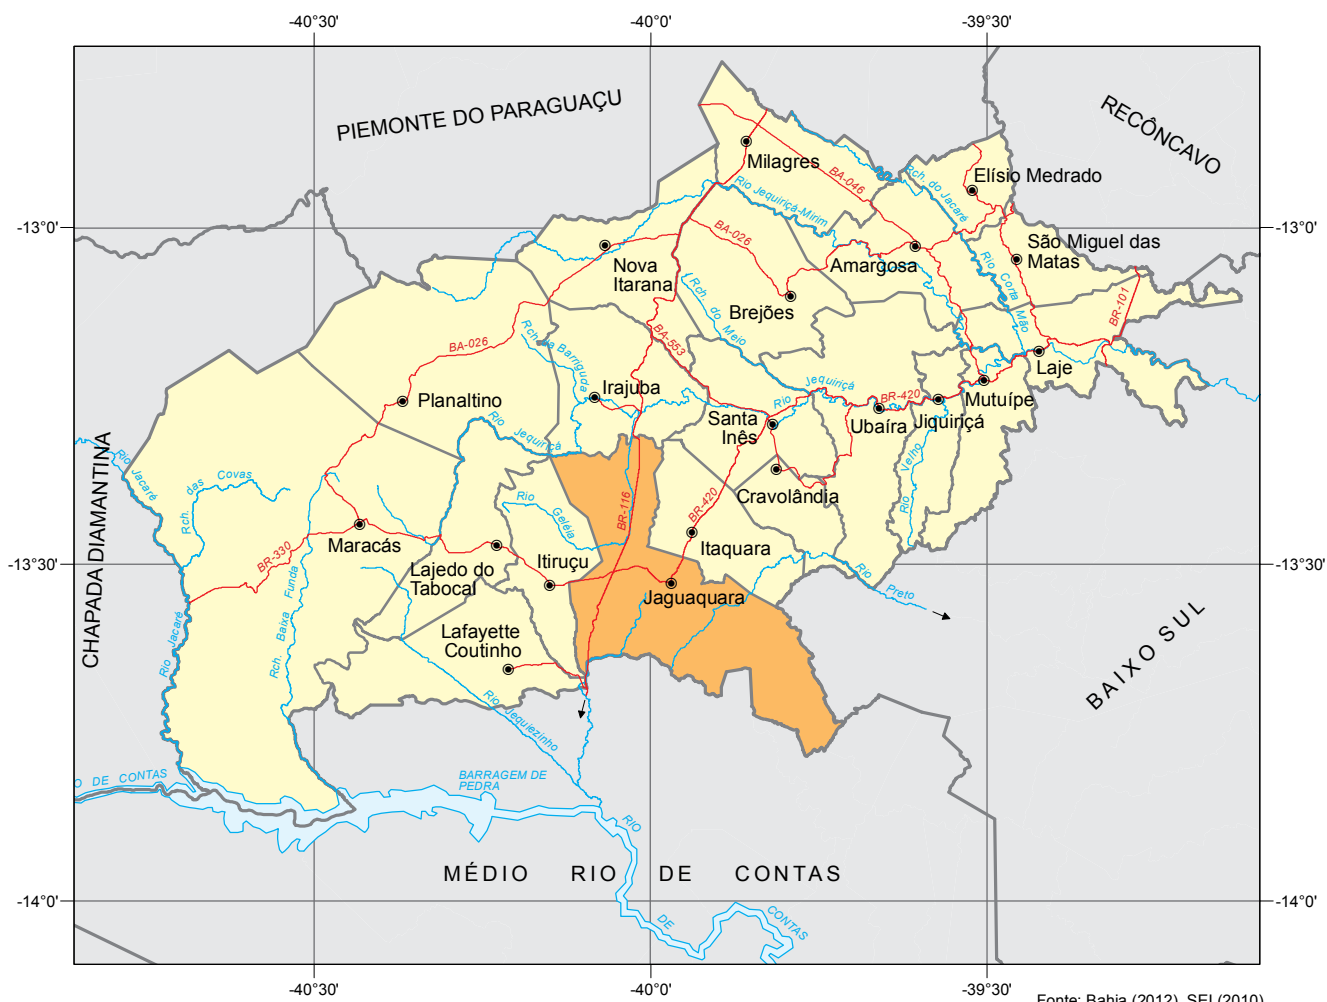 -40°30'
-40°0'
-39°30'
PIEMONTE DO PARAGUAÇU
RECÔNCAVO
Milagres
BA-046
Rch. do Jacaré
Elísio Medrado
Rio Jequiriçá-Mirim
-13°0'
-13°0'
BA-026
Nova
Itarana
Amargosa
São Miguel das
Matas
Rio Corta Mão
Rch. do Meio
Brejões
BR-101
BA-026
Rch. da Barriguda
BA-553
Laje
Irajuba
Jequiriçá
Rio
BR-420
Mutuípe
Planaltino
Santa
Inês
Ubaíra
Jiquiriçá
Rio Jequiriçá
CHAPADA DIAMANTINA
Rio Jacaré
Rch. das Covas
Rio Velho
Cravolândia
Rio Geléia
BR-116
BR-420
Maracás
Itaquara
BR-330
Lajedo do
Tabocal
Itiruçu
-13°30'
-13°30'
Rio Preto
Jaguaquara
Rch. Baixa Funda
Rio Jacaré
Lafayette
Coutinho
BAIXO SUL
Rio Jequiezinho
O DE CONTAS
BARRAGEM DE
PEDRA
RIO
MÉDIO RIO DE CONTAS
DE
CONTAS
-14°0'
-14°0'
-40°30'
-40°0'
-39°30'
Fonte: Bahia (2012), SEI (2010)